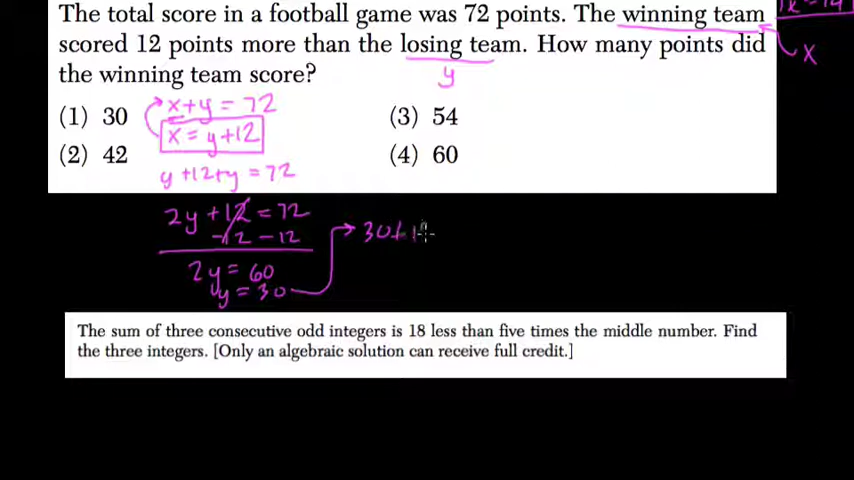 The total score in a football game was 72 points. The winning team
scored 12 points more than the losing team. How many points did
x
the winning team score?
y
(1) 30
x+y = 72
(3) 54
x = y+12
(2) 42
(4) 60
y+12+y = 72
2y + 12 = 72
-12 -12
30+1
2y = 60
y = 30
The sum of three consecutive odd integers is 18 less than five times the middle number. Find
the three integers. [Only an algebraic solution can receive full credit.]